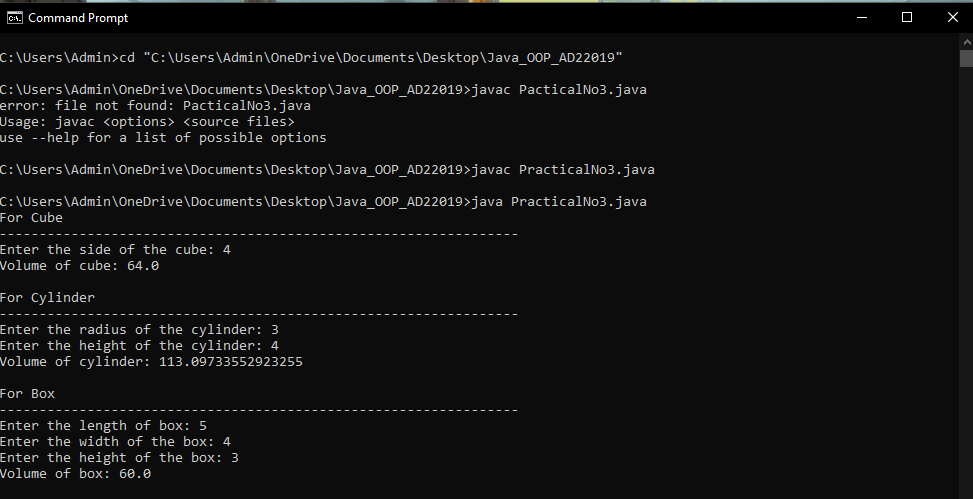 Command Prompt
C:\Users\Admin>cd "C:\Users\Admin\OneDrive\Documents\Desktop\Java_OOP_AD22019"
C:\Users\Admin\OneDrive\Documents\Desktop\Java_OOP_AD22019>javac PacticalNo3.java
error: file not found: PacticalNo3.java
Usage: javac <options> <source files>
use --help for a list of possible options
C:\Users\Admin\OneDrive\Documents\Desktop\Java_OOP_AD22019>javac PracticalNo3.java
C:\Users\Admin\OneDrive\Documents\Desktop\Java_OOP_AD22019>java PracticalNo3.java
For Cube
-----------------------------------------------------------------
Enter the side of the cube: 4
Volume of cube: 64.0
For Cylinder
-----------------------------------------------------------------
Enter the radius of the cylinder: 3
Enter the height of the cylinder: 4
Volume of cylinder: 113.09733552923255
For Box
-----------------------------------------------------------------
Enter the length of box: 5
Enter the width of the box: 4
Enter the height of the box: 3
Volume of box: 60.0